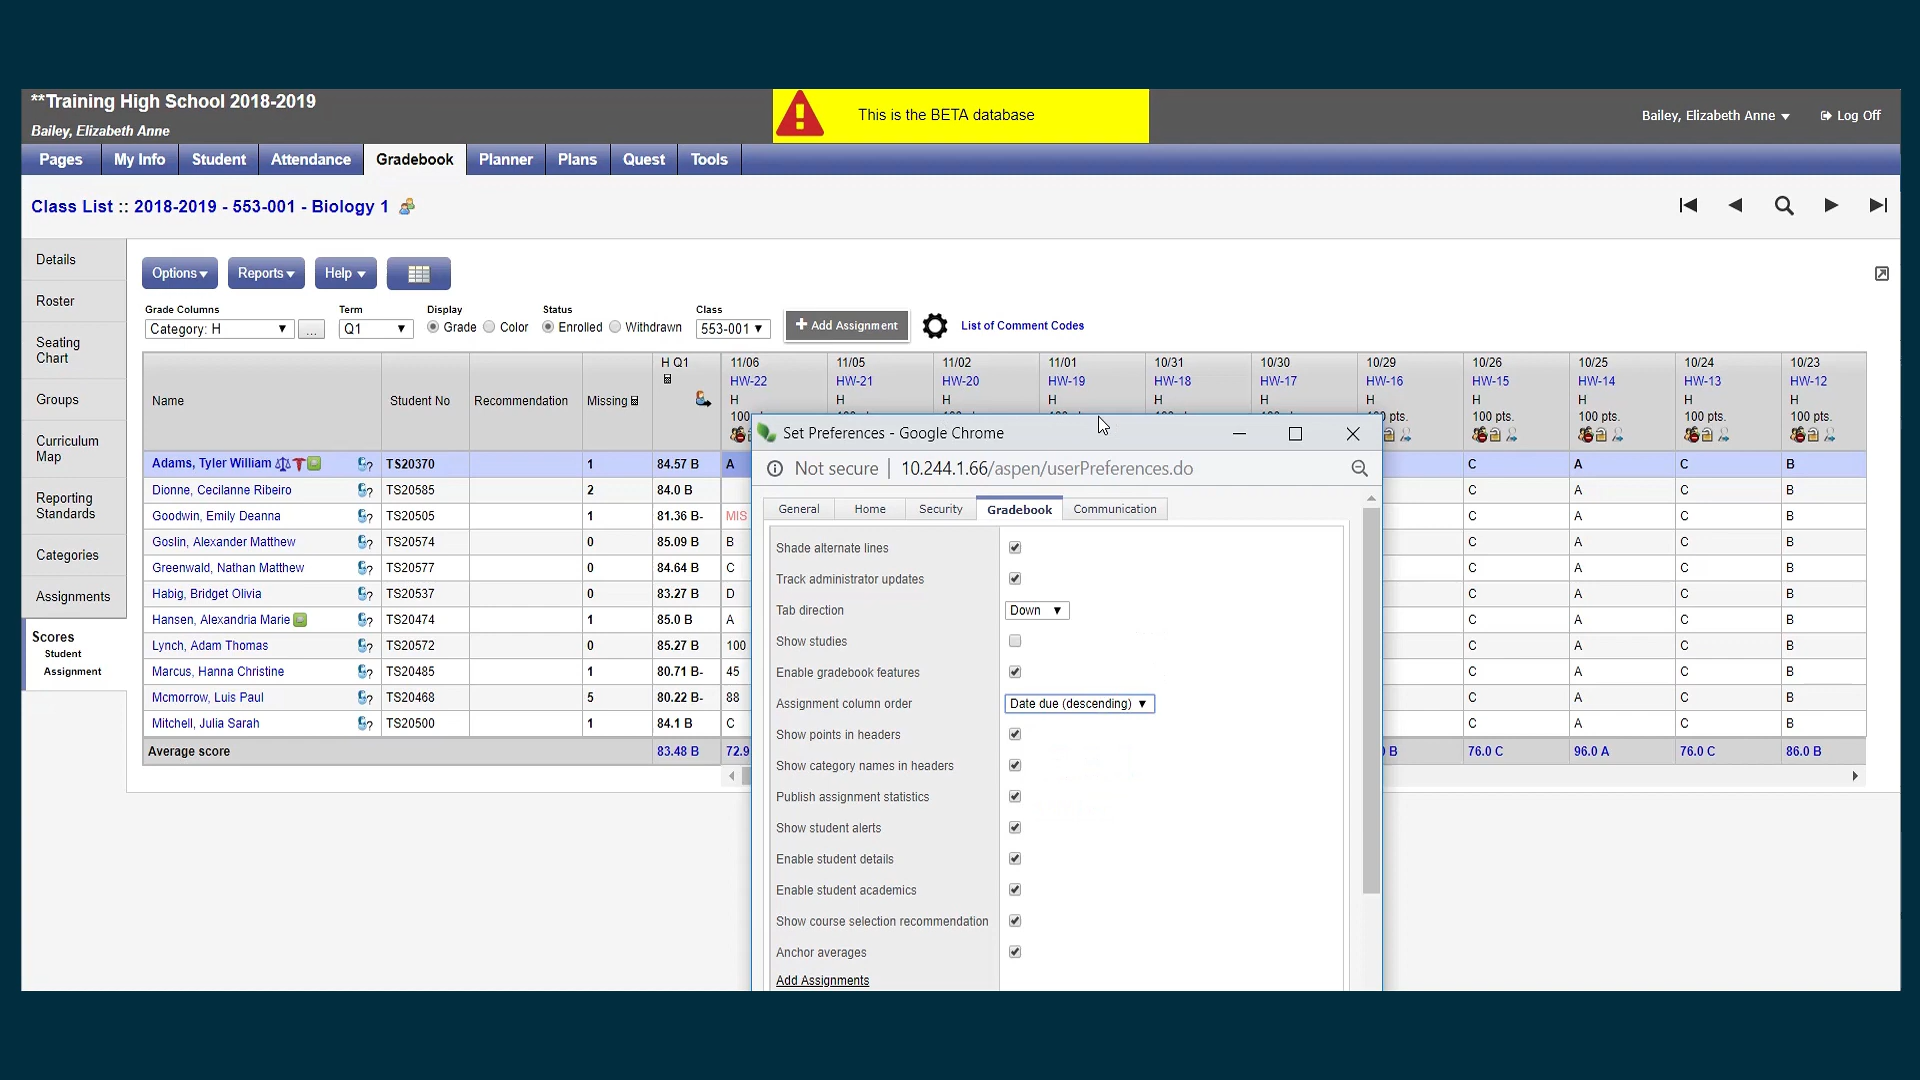 **Training High School 2018-2019
Bailey, Elizabeth Anne
This is the BETA database
Bailey, Elizabeth Anne
Log Off
Pages My Info Student Attendance Gradebook Planner Plans Quest Tools
Class List :: 2018-2019 - 553-001 - Biology 1
Details
Roster
Seating
Chart
Groups
Curriculum
Map
Reporting
Standards
Categories
Assignments
Scores
Student
Assignment
Options Reports Help
Grade Columns Term Display Status Class
Category: H ... Q1 Grade Color Enrolled Withdrawn 553-001 + Add Assignment List of Comment Codes
Name Student No Recommendation Missing H Q1
11/06 11/05 11/02 11/01 10/31 10/30 10/29 10/26 10/25 10/24 10/23
HW-22 HW-21 HW-20 HW-19 HW-18 HW-17 HW-16 HW-15 HW-14 HW-13 HW-12
H H H H H H H H H H H
100 pts. 100 pts. 100 pts. 100 pts.
Adams, Tyler William TS20370 1 84.57 B A C A C B
Dionne, Cecilanne Ribeiro TS20585 2 84.0 B C A C B
Goodwin, Emily Deanna TS20505 1 81.36 B- MIS C A C B
Goslin, Alexander Matthew TS20574 0 85.09 B B C A C B
Greenwald, Nathan Matthew TS20577 0 84.64 B C C A C B
Habig, Bridget Olivia TS20537 0 83.27 B D C A C B
Hansen, Alexandria Marie TS20474 1 85.0 B A C A C B
Lynch, Adam Thomas TS20572 0 85.27 B 100 C A C B
Marcus, Hanna Christine TS20485 1 80.71 B- 45 C A C B
Mcmorrow, Luis Paul TS20468 5 80.22 B- 88 C A C B
Mitchell, Julia Sarah TS20500 1 84.1 B C C A C B
Average score 83.48 B 72.9 B 76.0 C 96.0 A 76.0 C 86.0 B
Set Preferences - Google Chrome
Not secure | 10.244.1.66/aspen/userPreferences.do
General Home Security Gradebook Communication
Shade alternate lines
Track administrator updates
Tab direction Down
Show studies
Enable gradebook features
Assignment column order Date due (descending)
Show points in headers
Show category names in headers
Publish assignment statistics
Show student alerts
Enable student details
Enable student academics
Show course selection recommendation
Anchor averages
Add Assignments